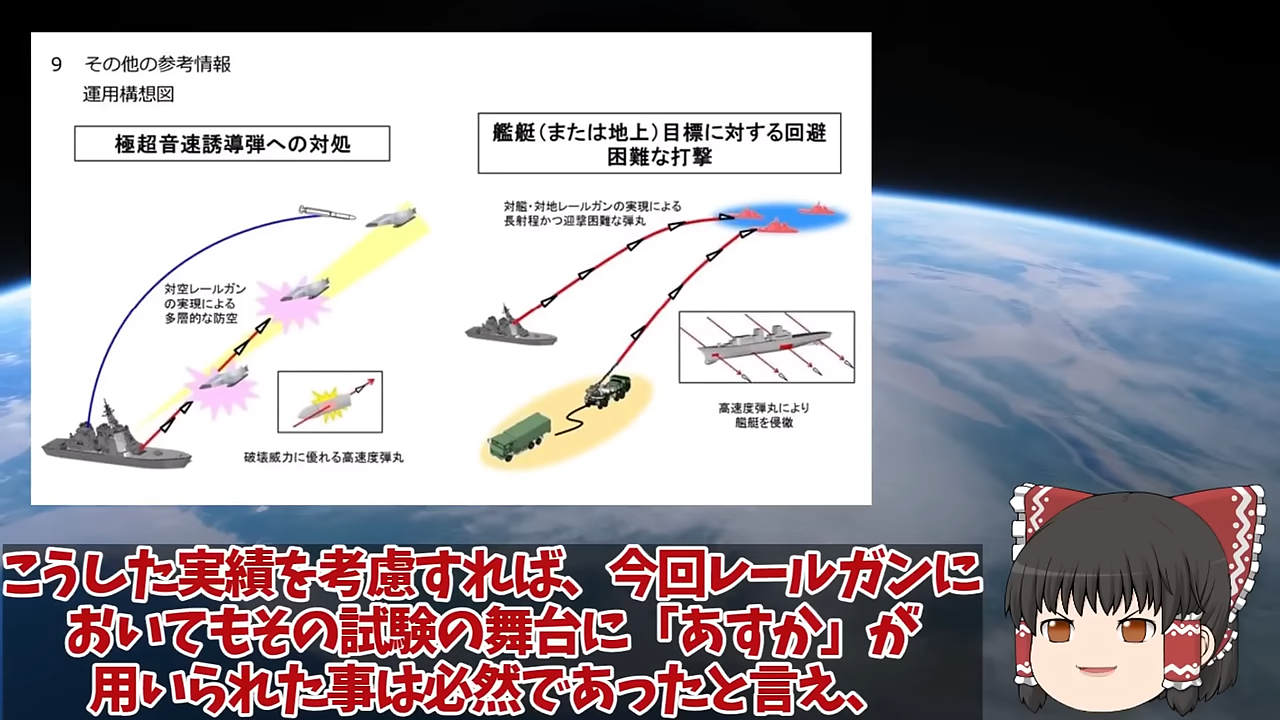 9 その他の参考情報
運用構想図
極超音速誘導弾への対処
対空レールガン
の実現による
多層的な防空
破壊威力に優れる高速度弾丸
艦艇(または地上)目標に対する回避
困難な打撃
対艦・対地レールガンの実現による
長射程かつ迎撃困難な弾丸
高速度弾丸により
艦艇を侵徹
こうした実績を考慮すれば、今回レールガンに
おいてもその試験の舞台に「あすか」が
用いられた事は必然であったと言え、